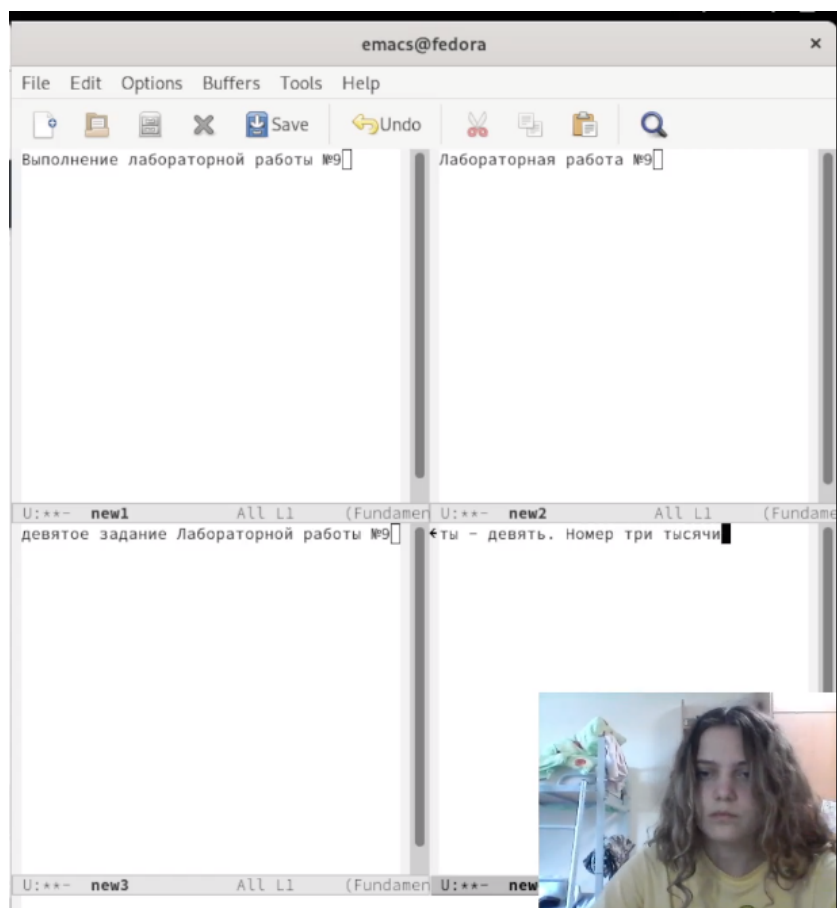 emacs@fedora ×
File Edit Options Buffers Tools Help
Save Undo
Выполнение лабораторной работы №9
Лабораторная работа №9
U:**- new1 All L1 (Fundamen
U:**- new2 All L1 (Fundame
девятое задание Лабораторной работы №9
ты - девять. Номер три тысячи
U:**- new3 All L1 (Fundamen
U:**- new